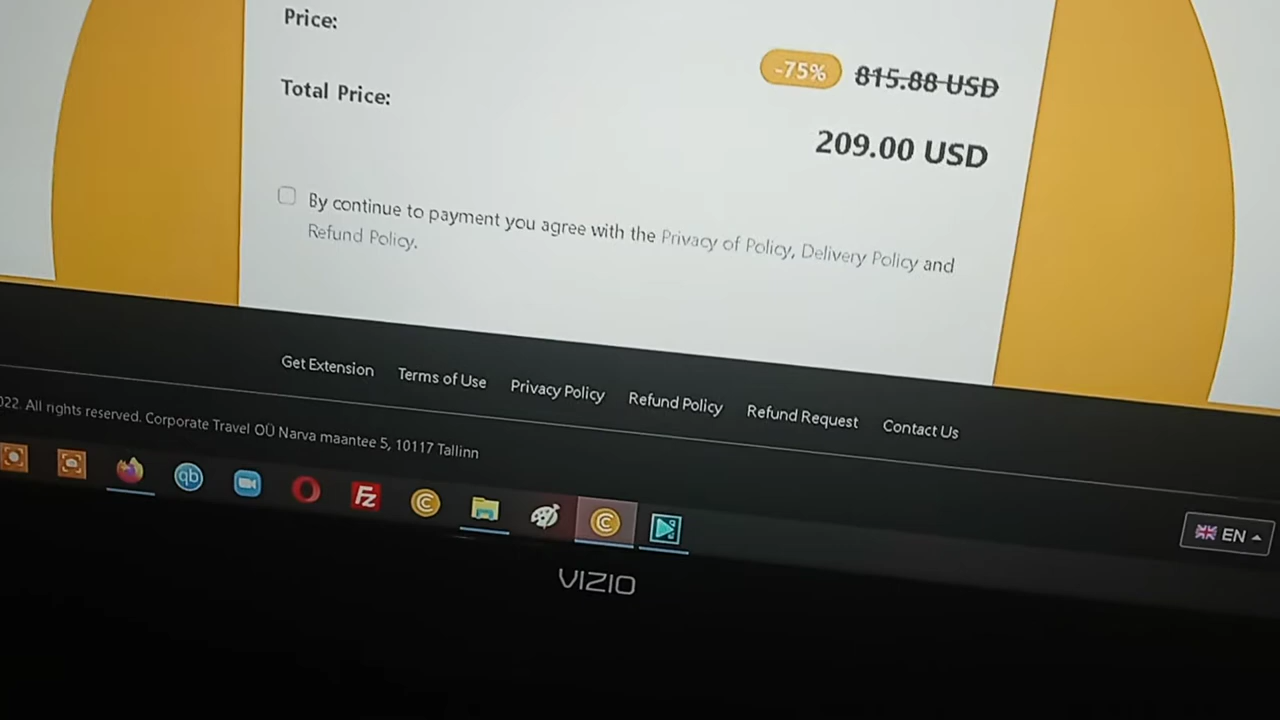 Price:
-75% 815.88 USD
Total Price:
209.00 USD
By continue to payment you agree with the Privacy of Policy, Delivery Policy and
Refund Policy.
Get Extension Terms of Use Privacy Policy Refund Policy Refund Request Contact Us
022. All rights reserved. Corporate Travel OÜ Narva maantee 5, 10117 Tallinn
qb
Fz
EN
VIZIO